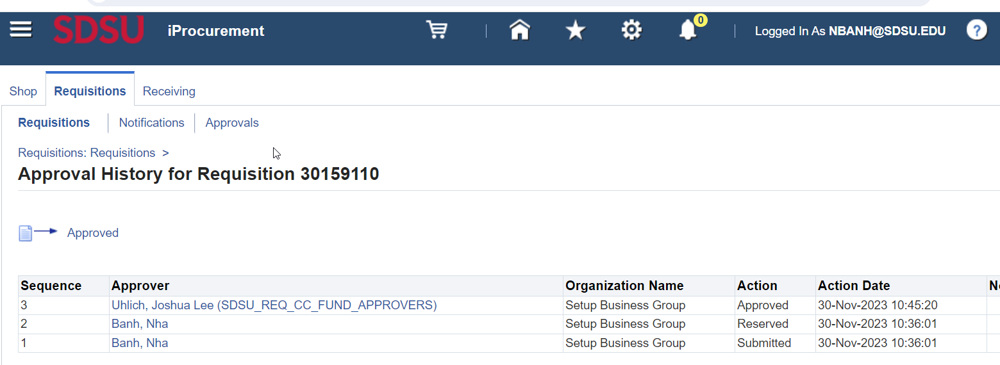 SDSU iProcurement 0 Logged In As NBANH@SDSU.EDU ?
Shop Requisitions Receiving
Requisitions Notifications Approvals
Requisitions: Requisitions >
Approval History for Requisition 30159110
Approved
Sequence Approver Organization Name Action Action Date
3 Uhlich, Joshua Lee (SDSU_REQ_CC_FUND_APPROVERS) Setup Business Group Approved 30-Nov-2023 10:45:20
2 Banh, Nha Setup Business Group Reserved 30-Nov-2023 10:36:01
1 Banh, Nha Setup Business Group Submitted 30-Nov-2023 10:36:01